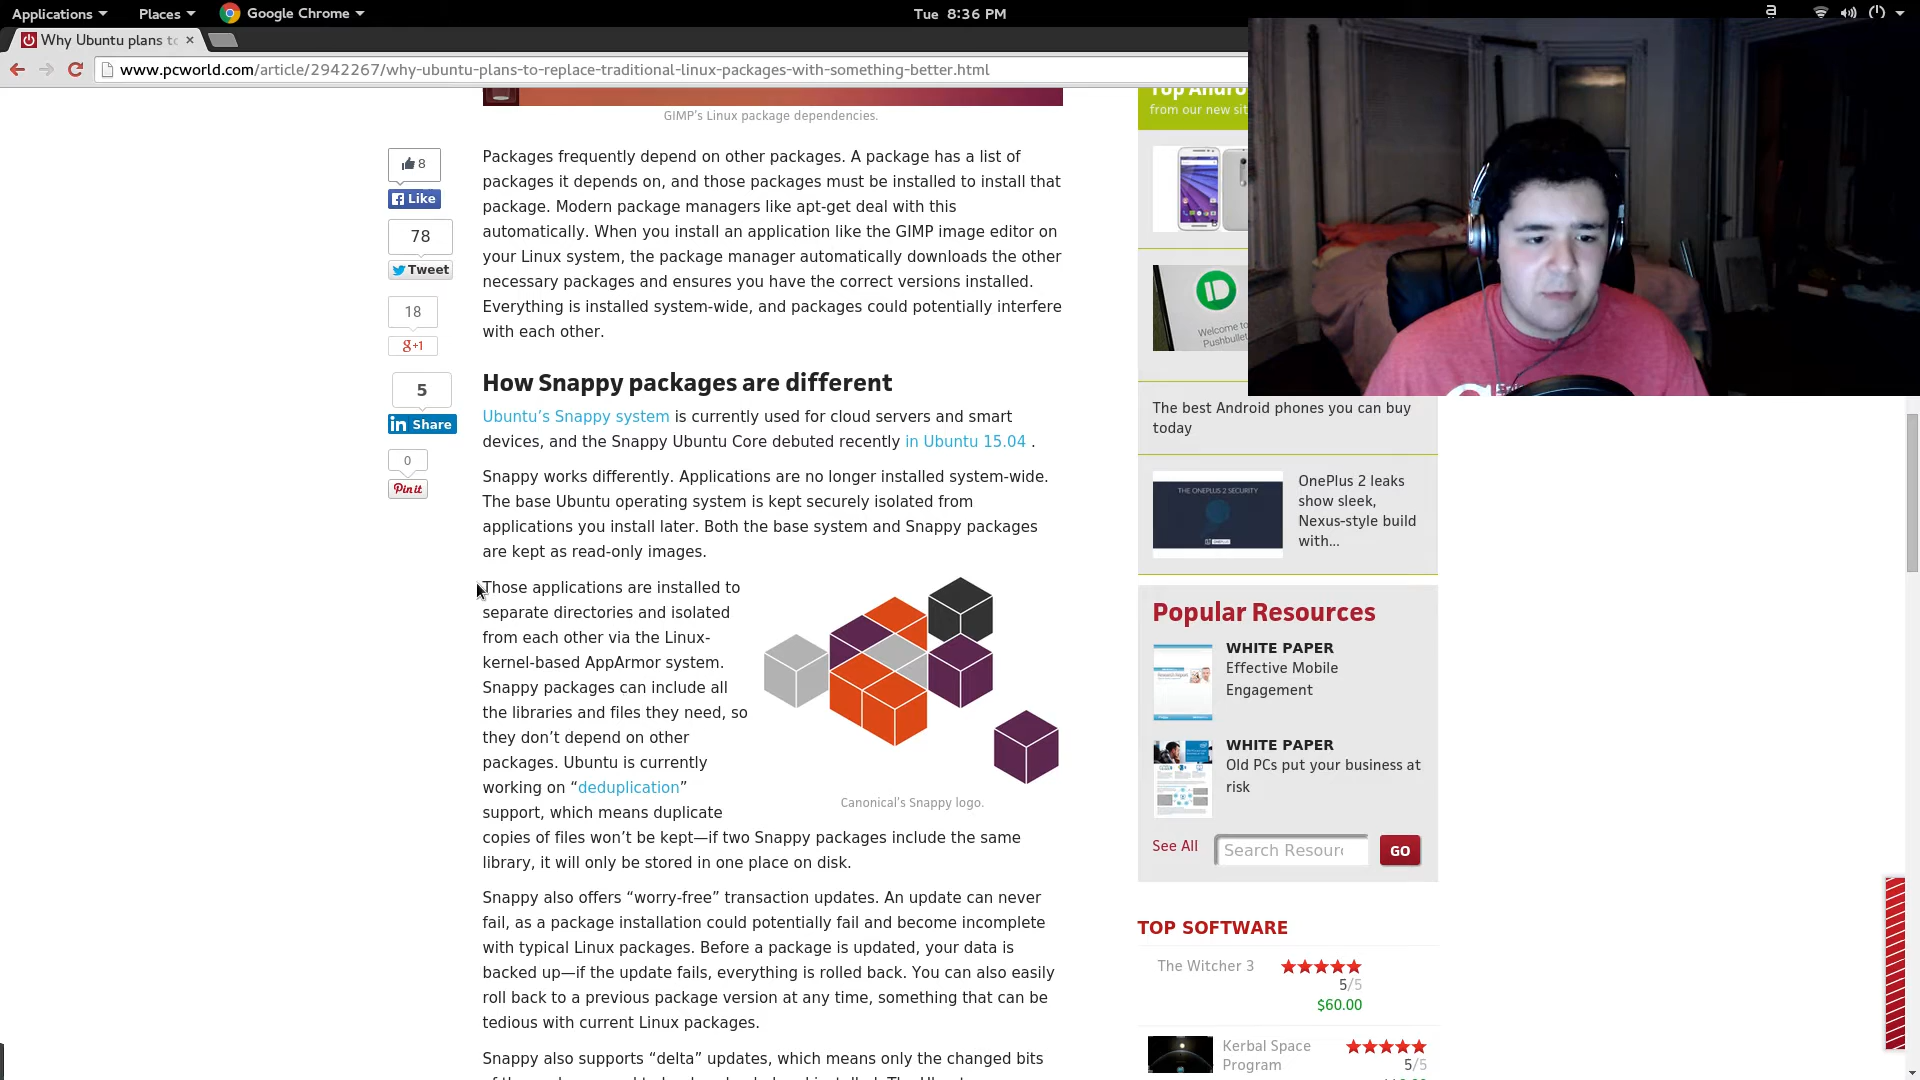 Applications
Places
Google Chrome
Tue 8:36 PM
Why Ubuntu plans to
www.pcworld.com/article/2942267/why-ubuntu-plans-to-replace-traditional-linux-packages-with-something-better.html
GIMP’s Linux package dependencies.
8
Like
78
Tweet
18
g+1
5
in Share
0
Pin it
Packages frequently depend on other packages. A package has a list of
packages it depends on, and those packages must be installed to install that
package. Modern package managers like apt-get deal with this
automatically. When you install an application like the GIMP image editor on
your Linux system, the package manager automatically downloads the other
necessary packages and ensures you have the correct versions installed.
Everything is installed system-wide, and packages could potentially interfere
with each other.
How Snappy packages are different
Ubuntu’s Snappy system is currently used for cloud servers and smart
devices, and the Snappy Ubuntu Core debuted recently in Ubuntu 15.04 .
Snappy works differently. Applications are no longer installed system-wide.
The base Ubuntu operating system is kept securely isolated from
applications you install later. Both the base system and Snappy packages
are kept as read-only images.
Those applications are installed to
separate directories and isolated
from each other via the Linux-
kernel-based AppArmor system.
Snappy packages can include all
the libraries and files they need, so
they don’t depend on other
packages. Ubuntu is currently
working on “deduplication”
support, which means duplicate
copies of files won’t be kept—if two Snappy packages include the same
library, it will only be stored in one place on disk.
Canonical’s Snappy logo.
Snappy also offers “worry-free” transaction updates. An update can never
fail, as a package installation could potentially fail and become incomplete
with typical Linux packages. Before a package is updated, your data is
backed up—if the update fails, everything is rolled back. You can also easily
roll back to a previous package version at any time, something that can be
tedious with current Linux packages.
Snappy also supports “delta” updates, which means only the changed bits
Top Andro
from our new sit
Welcome to
Pushbullet
The best Android phones you can buy
today
THE ONEPLUS 2 SECURITY
OnePlus 2 leaks
show sleek,
Nexus-style build
with...
Popular Resources
WHITE PAPER
Effective Mobile
Engagement
WHITE PAPER
Old PCs put your business at
risk
See All
Search Resour
GO
TOP SOFTWARE
The Witcher 3
5/5
$60.00
Kerbal Space
Program
5/5